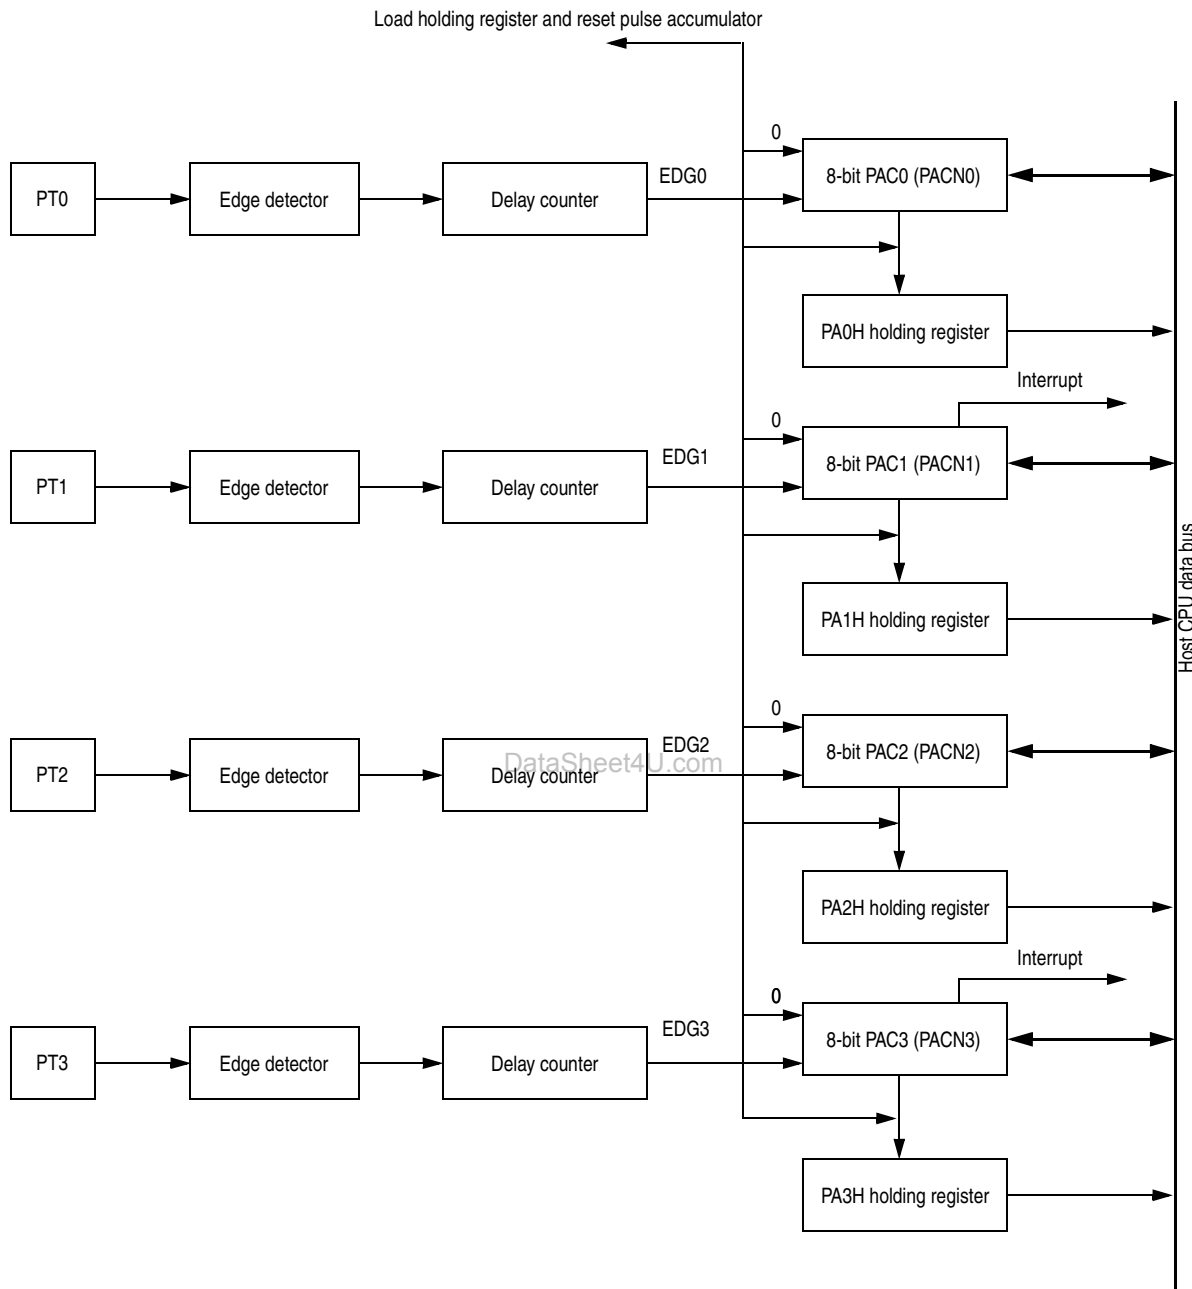 Load holding register and reset pulse accumulator
0
EDG0
PT0
Edge detector
Delay counter
8-bit PAC0 (PACN0)
PA0H holding register
Interrupt
0
EDG1
PT1
Edge detector
Delay counter
8-bit PAC1 (PACN1)
PA1H holding register
Host CPU data bus
0
EDG2
PT2
Edge detector
Delay counter
8-bit PAC2 (PACN2)
DataSheet4U.com
PA2H holding register
Interrupt
0
EDG3
PT3
Edge detector
Delay counter
8-bit PAC3 (PACN3)
PA3H holding register